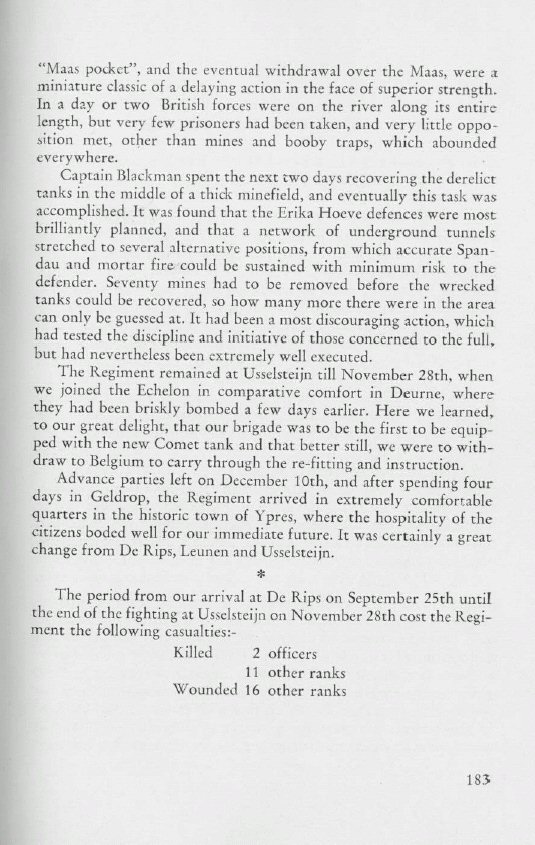 “Maas pocket”, and the eventual withdrawal over the Maas, were a
miniature classic of a delaying action in the face of superior strength.
In a day or two British forces were on the river along its entire
length, but very few prisoners had been taken, and very little oppo-
sition met, other than mines and booby traps, which abounded
everywhere.
Captain Blackman spent the next two days recovering the derelict
tanks in the middle of a thick minefield, and eventually this task was
accomplished. It was found that the Erika Hoeve defences were most
brilliantly planned, and that a network of underground tunnels
stretched to several alternative positions, from which accurate Span-
dau and mortar fire could be sustained with minimum risk to the
defender. Seventy mines had to be removed before the wrecked
tanks could be recovered, so how many more there were in the area
can only be guessed at. It had been a most discouraging action, which
had tested the discipline and initiative of those concerned to the full,
but had nevertheless been extremely well executed.
The Regiment remained at Usselsteijn till November 28th, when
we joined the Echelon in comparative comfort in Deurne, where
they had been briskly bombed a few days earlier. Here we learned,
to our great delight, that our brigade was to be the first to be equip-
ped with the new Comet tank and that better still, we were to with-
draw to Belgium to carry through the re-fitting and instruction.
Advance parties left on December 10th, and after spending four
days in Geldrop, the Regiment arrived in extremely comfortable
quarters in the historic town of Ypres, where the hospitality of the
citizens boded well for our immediate future. It was certainly a great
change from De Rips, Leunen and Usselsteijn.
*
The period from our arrival at De Rips on September 25th until
the end of the fighting at Usselsteijn on November 28th cost the Regi-
ment the following casualties:-
Killed 2 officers
11 other ranks
Wounded 16 other ranks
183